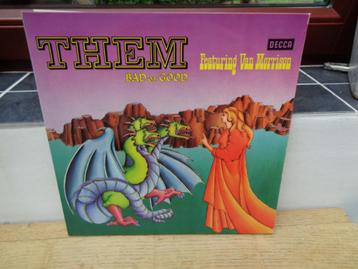 THEM
BAD or GOOD
Featuring Van Morrison
DECCA